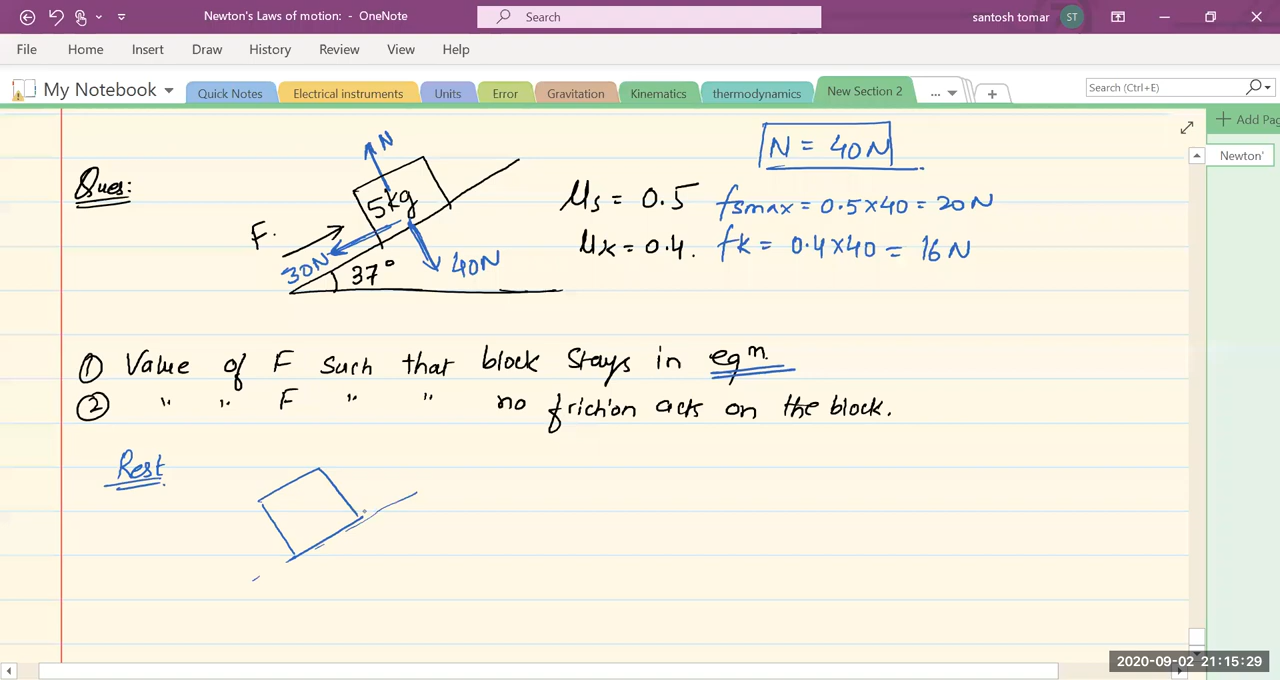 Newton's Laws of motion: - OneNote
Search
santosh tomar
ST
File Home Insert Draw History Review View Help
My Notebook
Quick Notes
Electrical instruments
Units
Error
Gravitation
Kinematics
thermodynamics
New Section 2
...
Search (Ctrl+E)
Add Pag
Newton'
Ques:
N
5kg
F
30N
40N
37°
N = 40N
μs = 0.5
fsmax = 0.5×40 = 20N
μk = 0.4.
fk = 0.4×40 = 16N
① Value of F such that block stays in eqᵐ.
② " " F " " no friction acts on the block.
Rest
2020-09-02 21:15:29